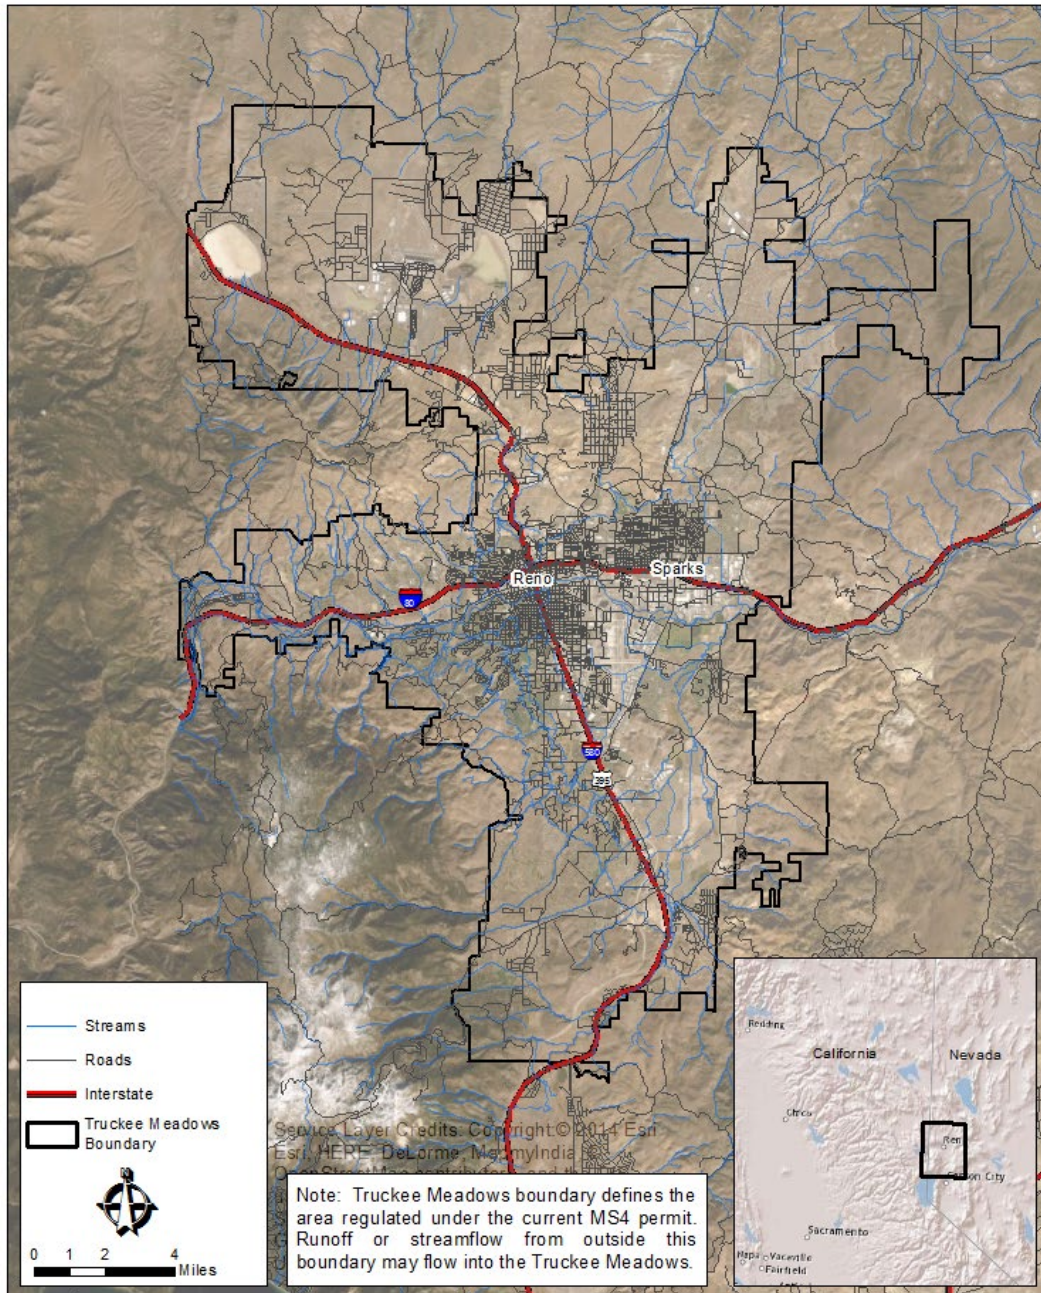 Reno
Sparks
80
580
395
Streams
Roads
Interstate
Truckee Meadows
Boundary
N
0 1 2 4
Miles
Service Layer Credits: Copyright:© 2014 Esri
Esri, HERE, DeLorme, MapmyIndia
Note: Truckee Meadows boundary defines the
area regulated under the current MS4 permit.
Runoff or streamflow from outside this
boundary may flow into the Truckee Meadows.
Redding
California
Nevada
Chico
Reno
Carson City
Sacramento
Napa
Vacaville
Fairfield